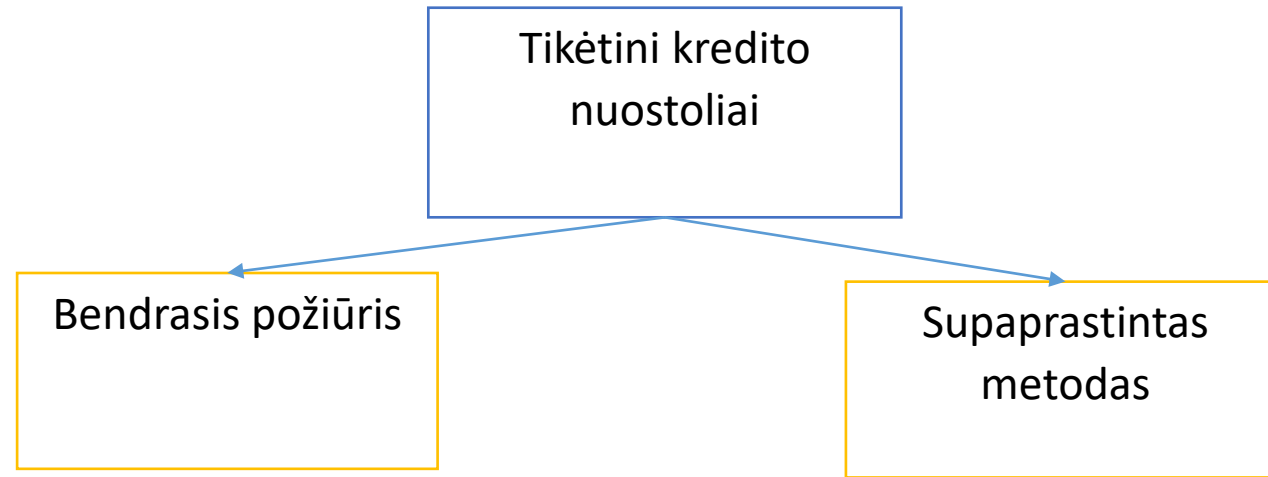 Tikėtini kredito
nuostoliai
Bendrasis požiūris
Supaprastintas
metodas